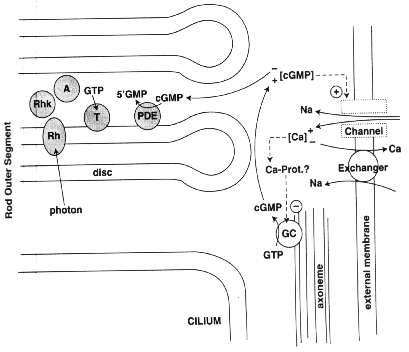 [cGMP]
+
−
+
A
GTP
5'GMP
cGMP
Rhk
T
PDE
Na
Rh
[Ca]
+
−
Channel
Ca
Ca-Prot.?
Exchanger
disc
Na
photon
cGMP
−
GC
GTP
Rod Outer Segment
axoneme
external membrane
CILIUM